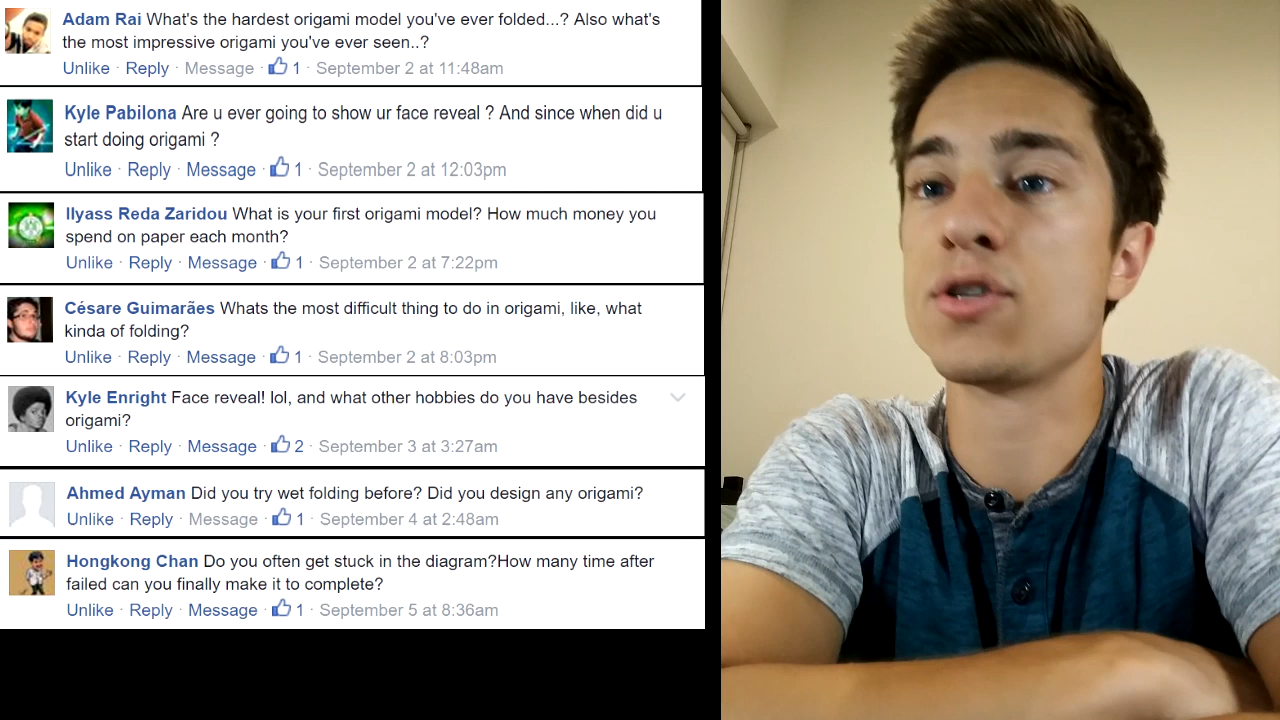 Adam Rai What's the hardest origami model you've ever folded...? Also what's
the most impressive origami you've ever seen..?
Unlike · Reply · Message · 1 · September 2 at 11:48am
Kyle Pabilona Are u ever going to show ur face reveal ? And since when did u
start doing origami ?
Unlike · Reply · Message · 1 · September 2 at 12:03pm
Ilyass Reda Zaridou What is your first origami model? How much money you
spend on paper each month?
Unlike · Reply · Message · 1 · September 2 at 7:22pm
Césare Guimarães Whats the most difficult thing to do in origami, like, what
kinda of folding?
Unlike · Reply · Message · 1 · September 2 at 8:03pm
Kyle Enright Face reveal! lol, and what other hobbies do you have besides
origami?
Unlike · Reply · Message · 2 · September 3 at 3:27am
Ahmed Ayman Did you try wet folding before? Did you design any origami?
Unlike · Reply · Message · 1 · September 4 at 2:48am
Hongkong Chan Do you often get stuck in the diagram?How many time after
failed can you finally make it to complete?
Unlike · Reply · Message · 1 · September 5 at 8:36am